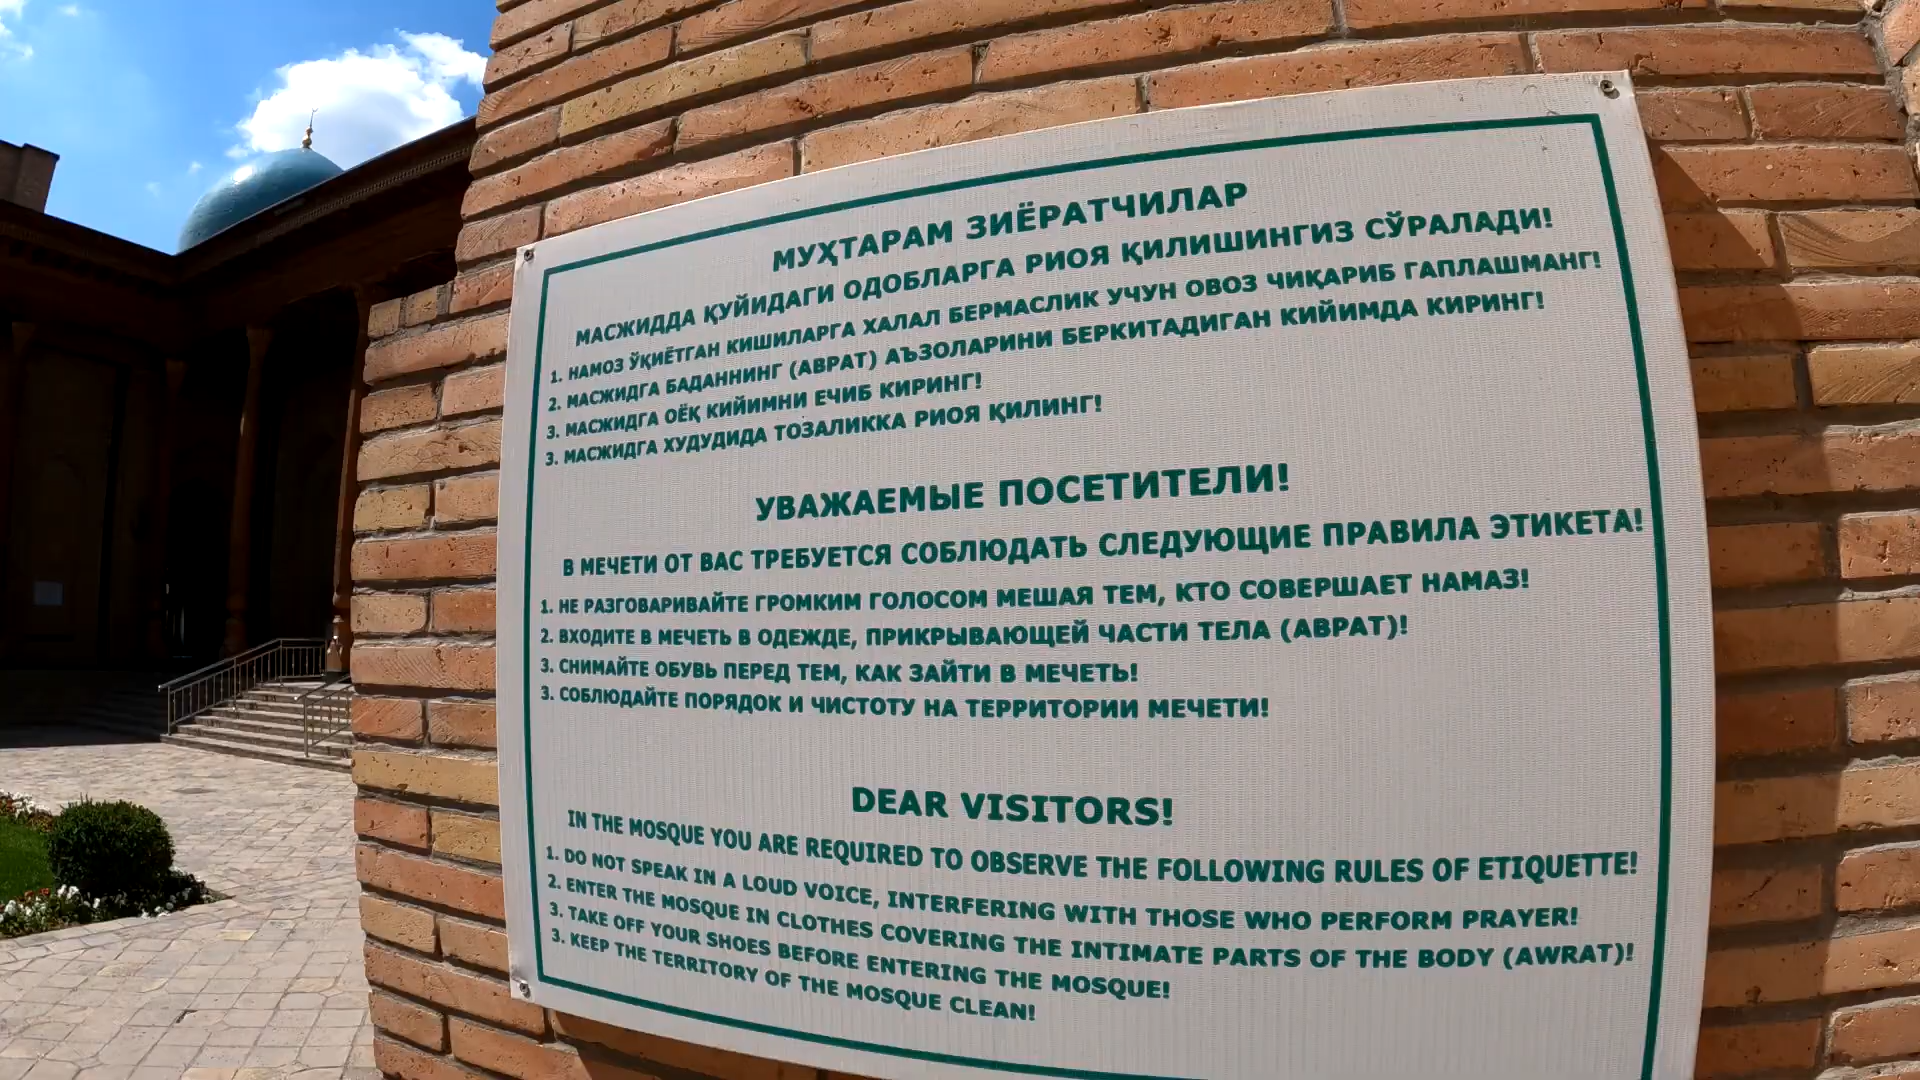 МУҲТАРАМ ЗИЁРАТЧИЛАР
МАСЖИДДА ҚУЙИДАГИ ОДОБЛАРГА РИОЯ ҚИЛИШИНГИЗ СЎРАЛАДИ!
1. НАМОЗ ЎҚИЁТГАН КИШИЛАРГА ХАЛАЛ БЕРМАСЛИК УЧУН ОВОЗ ЧИҚАРИБ ГАПЛАШМАНГ!
2. МАСЖИДГА БАДАННИНГ (АВРАТ) АЪЗОЛАРИНИ БЕРКИТАДИГАН КИЙИМДА КИРИНГ!
3. МАСЖИДГА ОЁҚ КИЙИМНИ ЕЧИБ КИРИНГ!
3. МАСЖИДГА ХУДУДИДА ТОЗАЛИККА РИОЯ ҚИЛИНГ!
УВАЖАЕМЫЕ ПОСЕТИТЕЛИ!
В МЕЧЕТИ ОТ ВАС ТРЕБУЕТСЯ СОБЛЮДАТЬ СЛЕДУЮЩИЕ ПРАВИЛА ЭТИКЕТА!
1. НЕ РАЗГОВАРИВАЙТЕ ГРОМКИМ ГОЛОСОМ МЕШАЯ ТЕМ, КТО СОВЕРШАЕТ НАМАЗ!
2. ВХОДИТЕ В МЕЧЕТЬ В ОДЕЖДЕ, ПРИКРЫВАЮЩЕЙ ЧАСТИ ТЕЛА (АВРАТ)!
3. СНИМАЙТЕ ОБУВЬ ПЕРЕД ТЕМ, КАК ЗАЙТИ В МЕЧЕТЬ!
3. СОБЛЮДАЙТЕ ПОРЯДОК И ЧИСТОТУ НА ТЕРРИТОРИИ МЕЧЕТИ!
DEAR VISITORS!
IN THE MOSQUE YOU ARE REQUIRED TO OBSERVE THE FOLLOWING RULES OF ETIQUETTE!
1. DO NOT SPEAK IN A LOUD VOICE, INTERFERING WITH THOSE WHO PERFORM PRAYER!
2. ENTER THE MOSQUE IN CLOTHES COVERING THE INTIMATE PARTS OF THE BODY (AWRAT)!
3. TAKE OFF YOUR SHOES BEFORE ENTERING THE MOSQUE!
3. KEEP THE TERRITORY OF THE MOSQUE CLEAN!